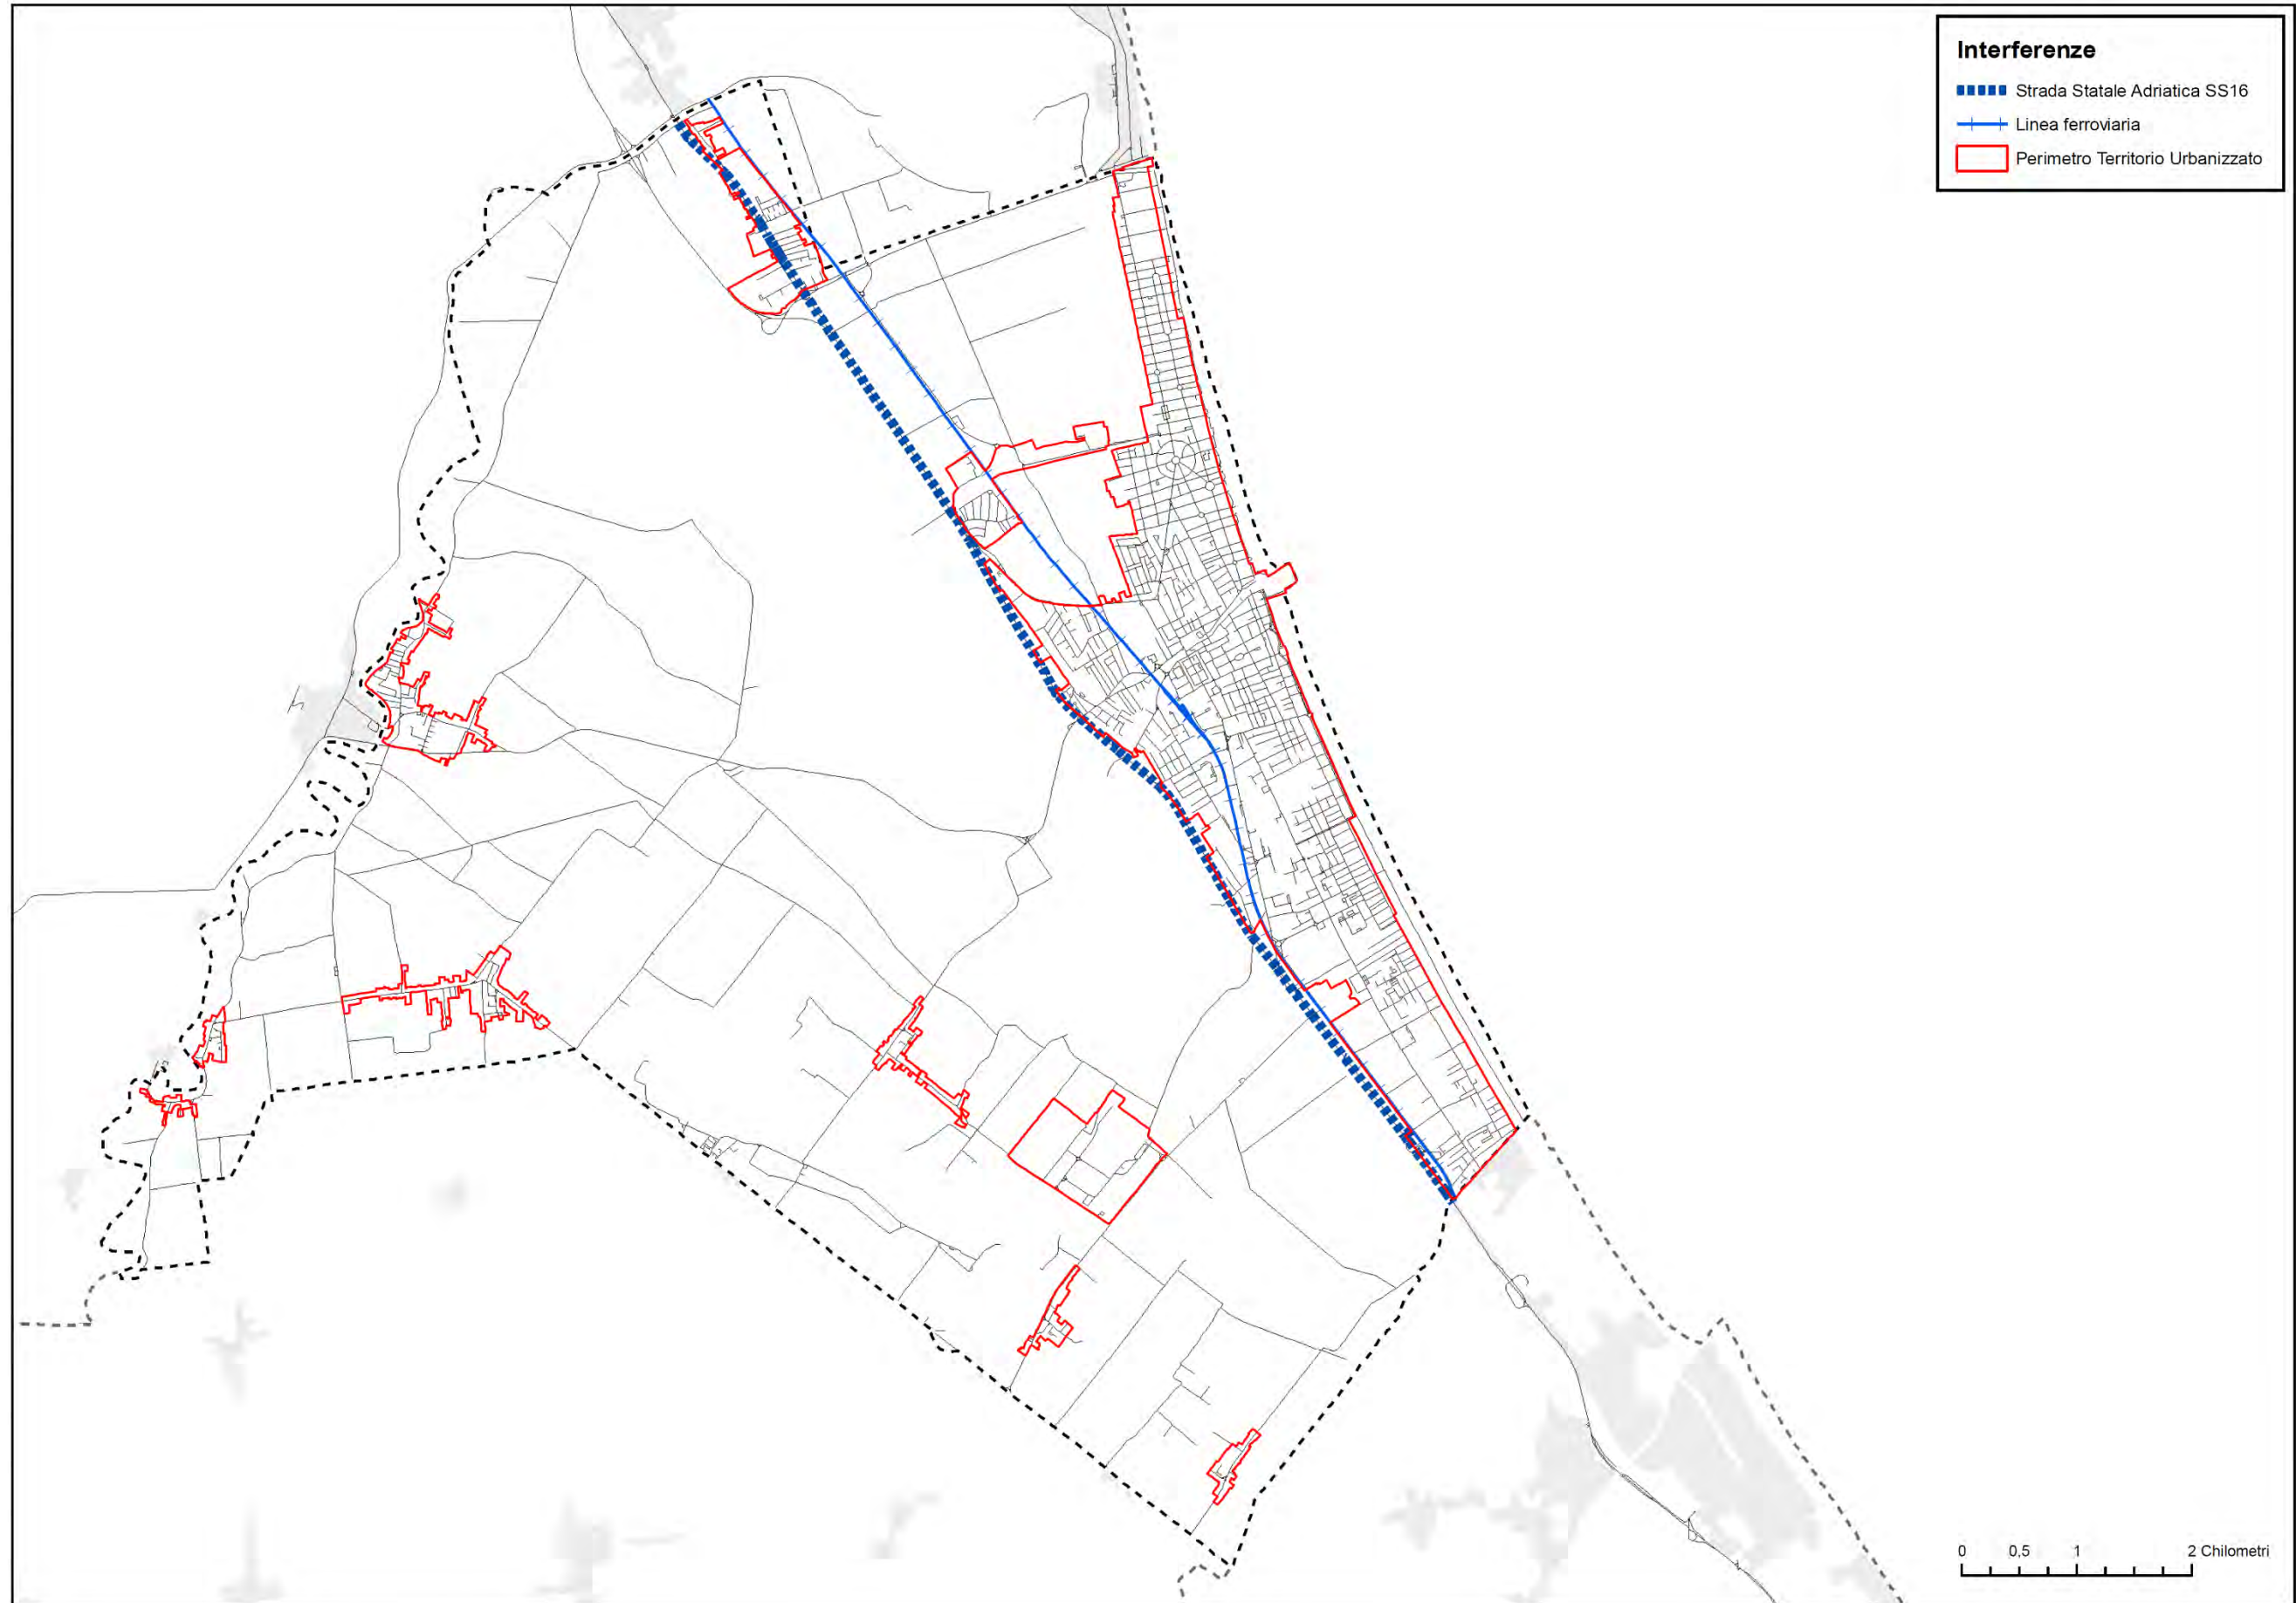 Interferenze
Strada Statale Adriatica SS16
Linea ferroviaria
Perimetro Territorio Urbanizzato
0 0,5 1 2 Chilometri